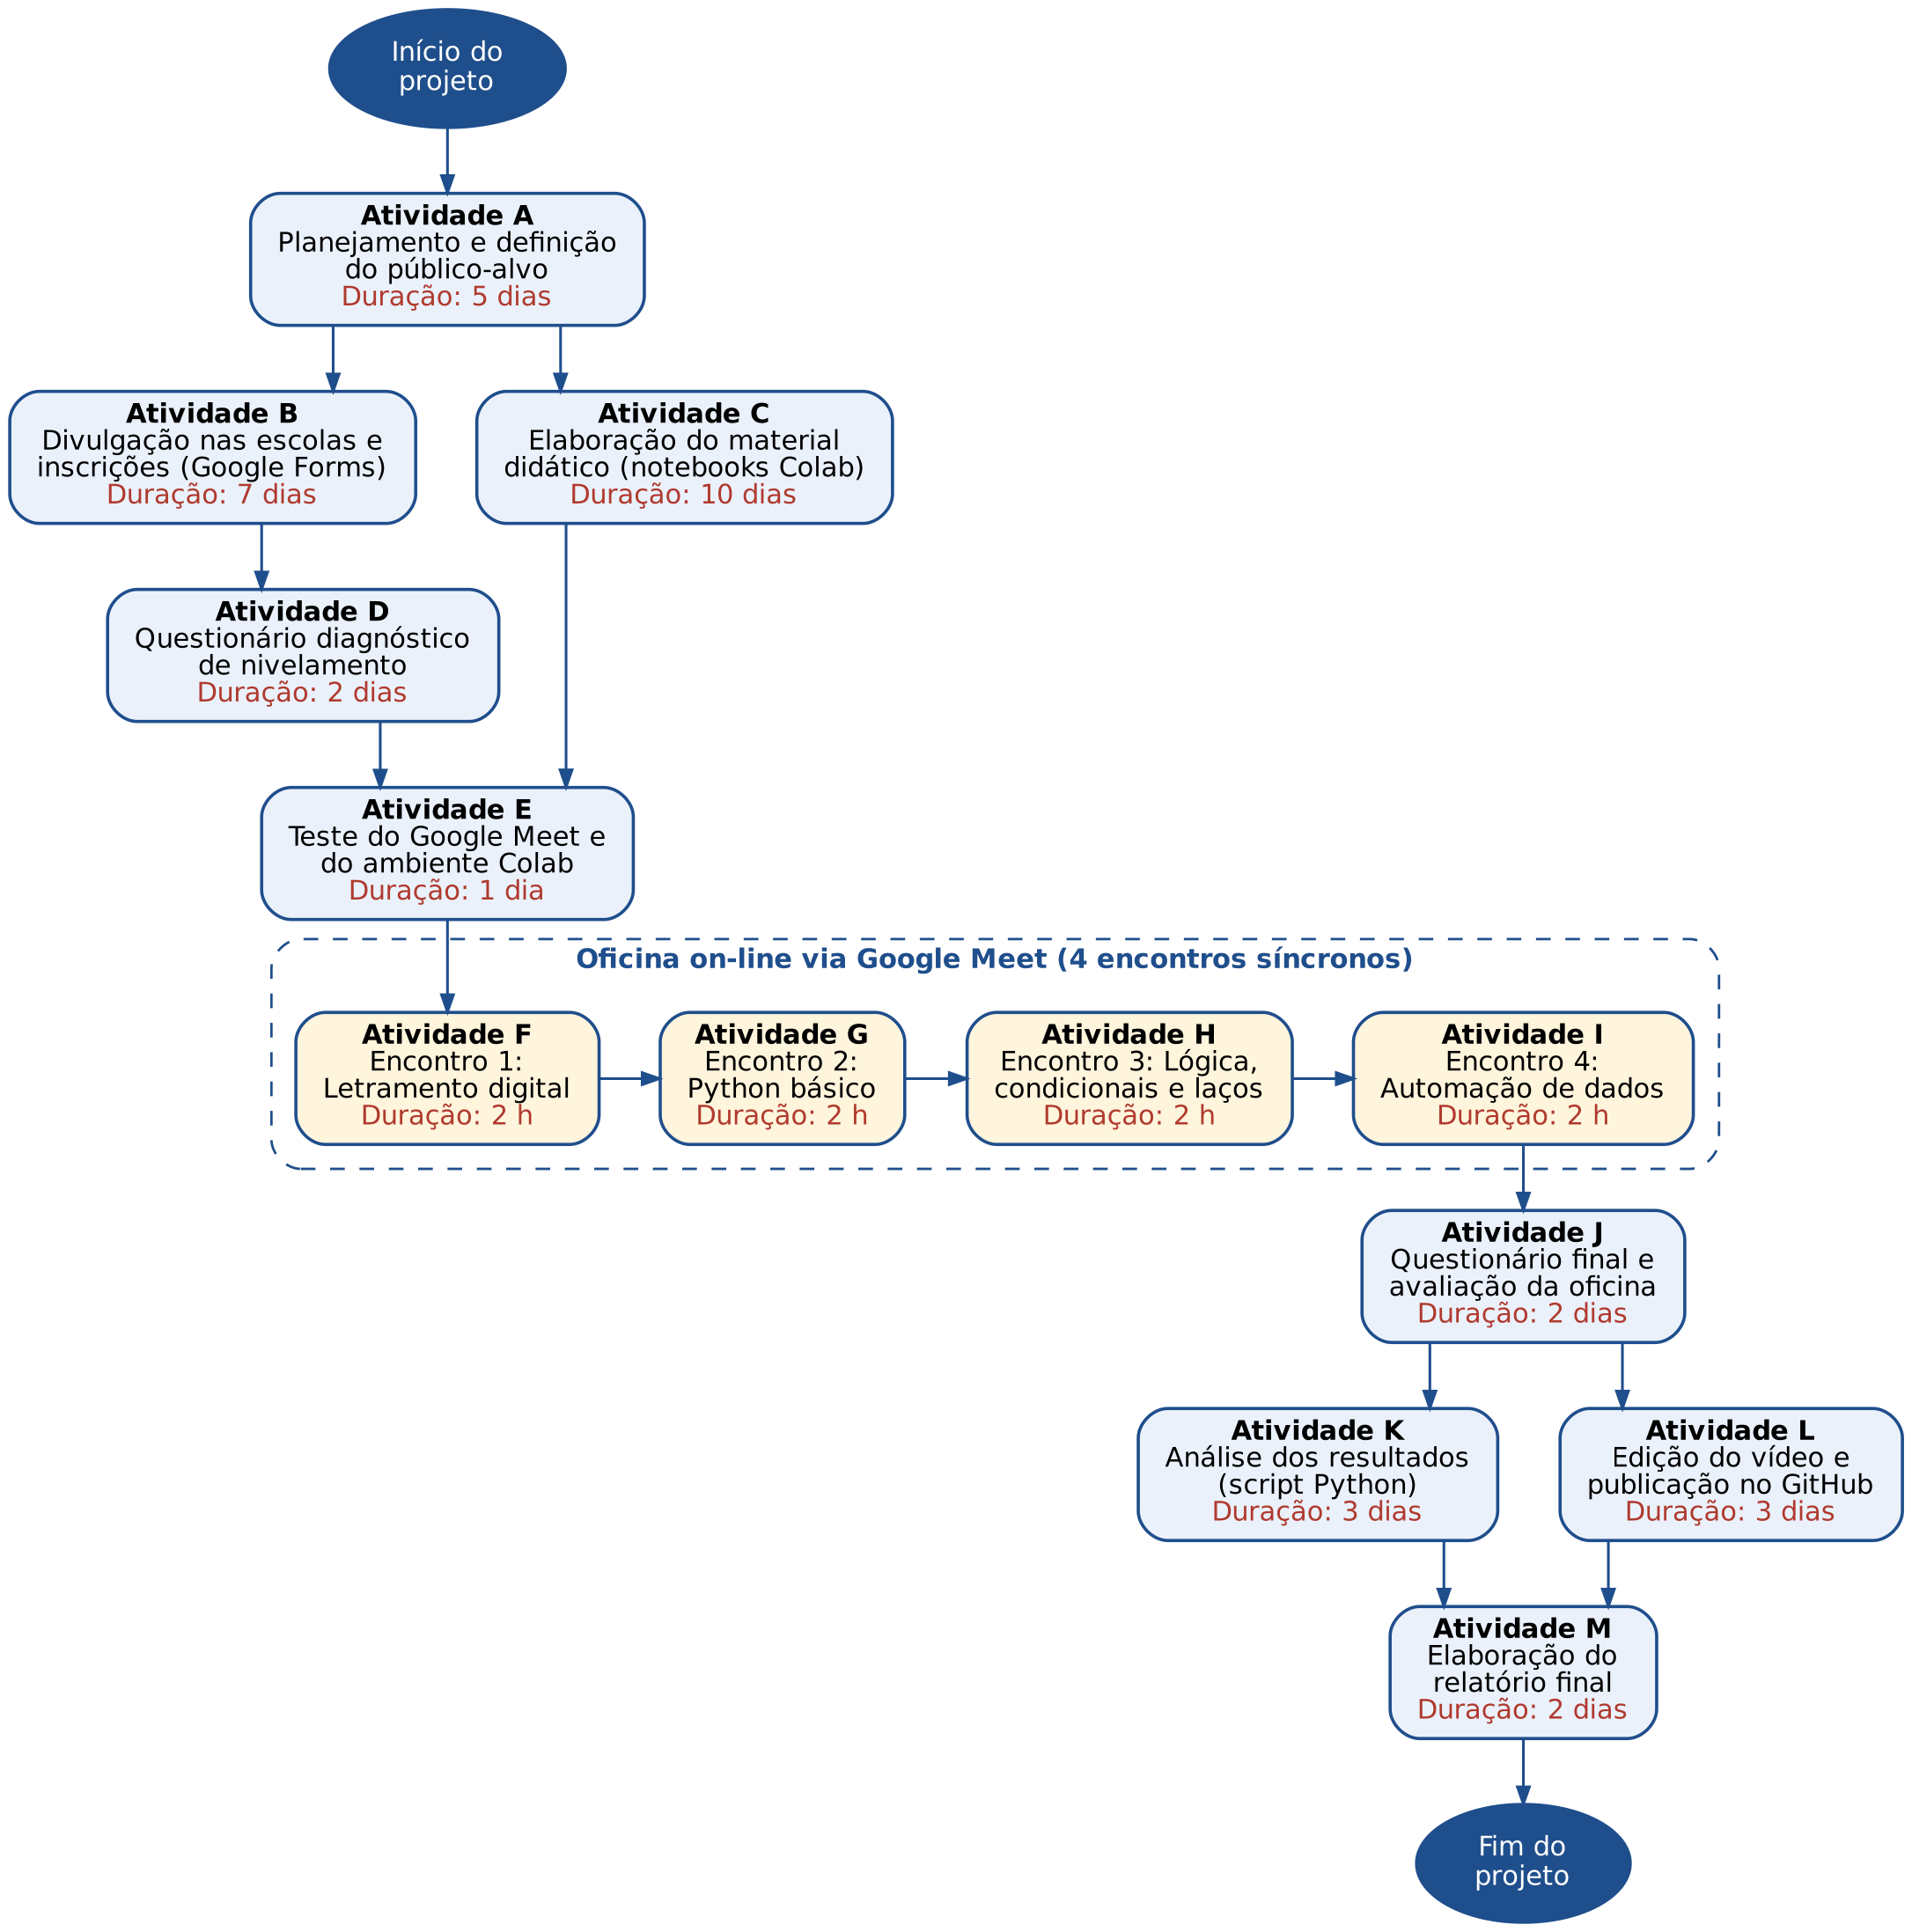 Início do
projeto
Atividade A
Planejamento e definição
do público-alvo
Duração: 5 dias
Atividade B
Divulgação nas escolas e
inscrições (Google Forms)
Duração: 7 dias
Atividade C
Elaboração do material
didático (notebooks Colab)
Duração: 10 dias
Atividade D
Questionário diagnóstico
de nivelamento
Duração: 2 dias
Atividade E
Teste do Google Meet e
do ambiente Colab
Duração: 1 dia
Oficina on-line via Google Meet (4 encontros síncronos)
Atividade F
Encontro 1:
Letramento digital
Duração: 2 h
Atividade G
Encontro 2:
Python básico
Duração: 2 h
Atividade H
Encontro 3: Lógica,
condicionais e laços
Duração: 2 h
Atividade I
Encontro 4:
Automação de dados
Duração: 2 h
Atividade J
Questionário final e
avaliação da oficina
Duração: 2 dias
Atividade K
Análise dos resultados
(script Python)
Duração: 3 dias
Atividade L
Edição do vídeo e
publicação no GitHub
Duração: 3 dias
Atividade M
Elaboração do
relatório final
Duração: 2 dias
Fim do
projeto